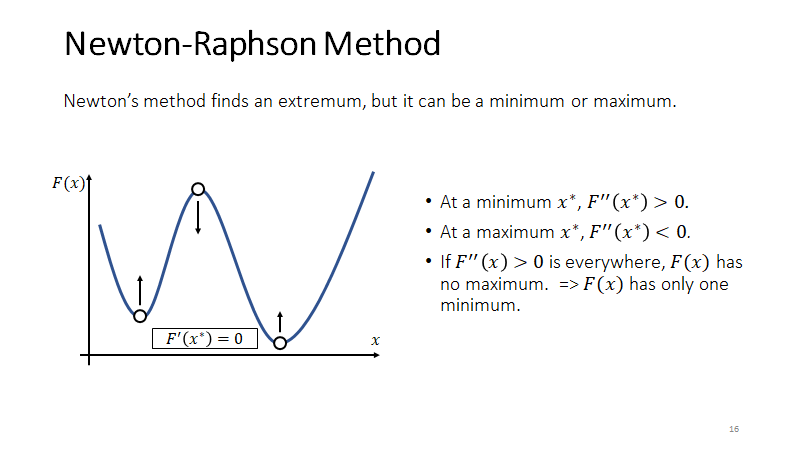 Newton-Raphson Method
Newton’s method finds an extremum, but it can be a minimum or maximum.
F(x)
F′(x*) = 0
x
• At a minimum x*, F″(x*) > 0.
• At a maximum x*, F″(x*) < 0.
• If F″(x) > 0 is everywhere, F(x) has
no maximum. => F(x) has only one
minimum.
16